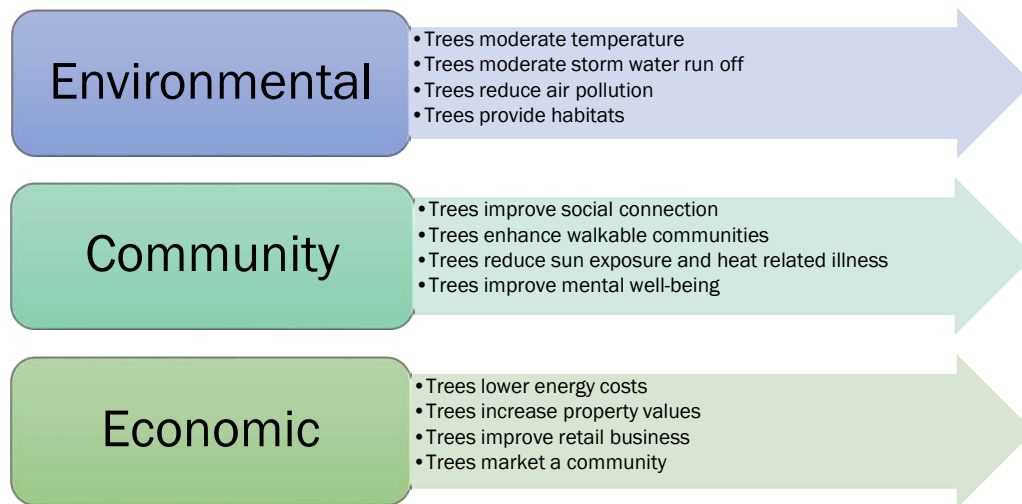 Environmental
•Trees moderate temperature
•Trees moderate storm water run off
•Trees reduce air pollution
•Trees provide habitats
Community
•Trees improve social connection
•Trees enhance walkable communities
•Trees reduce sun exposure and heat related illness
•Trees improve mental well-being
Economic
•Trees lower energy costs
•Trees increase property values
•Trees improve retail business
•Trees market a community